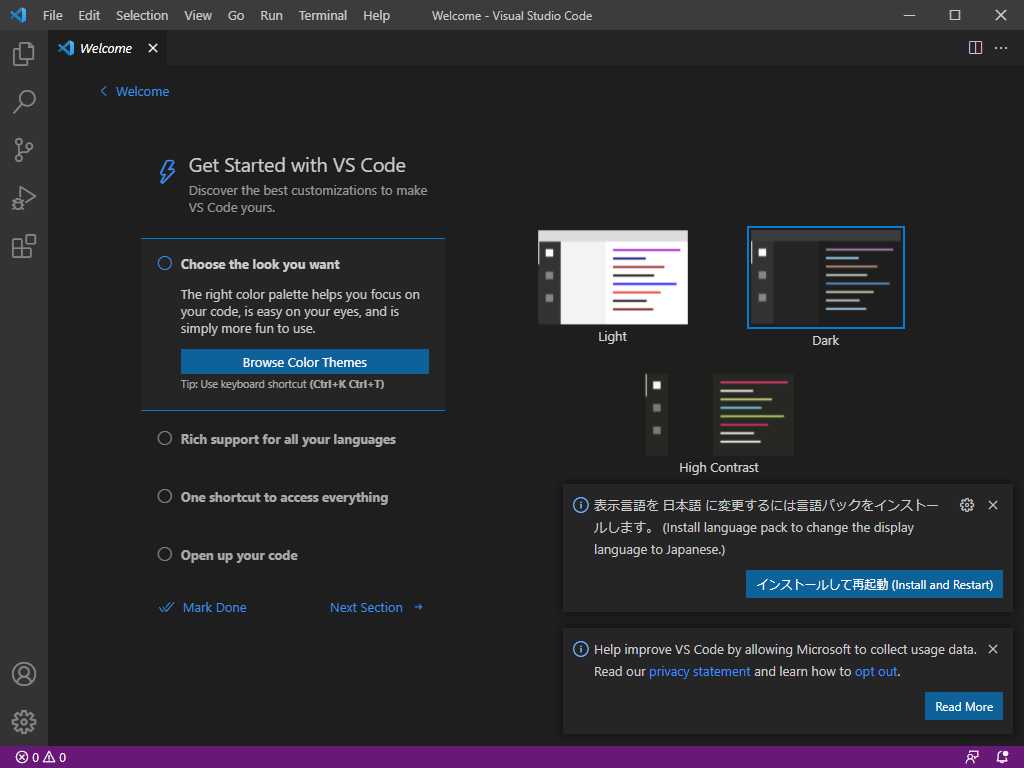 File Edit Selection View Go Run Terminal Help Welcome - Visual Studio Code
Welcome
Welcome
Get Started with VS Code
Discover the best customizations to make
VS Code yours.
Choose the look you want
The right color palette helps you focus on
your code, is easy on your eyes, and is
simply more fun to use.
Browse Color Themes
Tip: Use keyboard shortcut (Ctrl+K Ctrl+T)
Rich support for all your languages
One shortcut to access everything
Open up your code
Mark Done Next Section
Light
Dark
High Contrast
表示言語を 日本語 に変更するには言語パックをインストー
ルします。 (Install language pack to change the display
language to Japanese.)
インストールして再起動 (Install and Restart)
Help improve VS Code by allowing Microsoft to collect usage data.
Read our privacy statement and learn how to opt out.
Read More
0 0